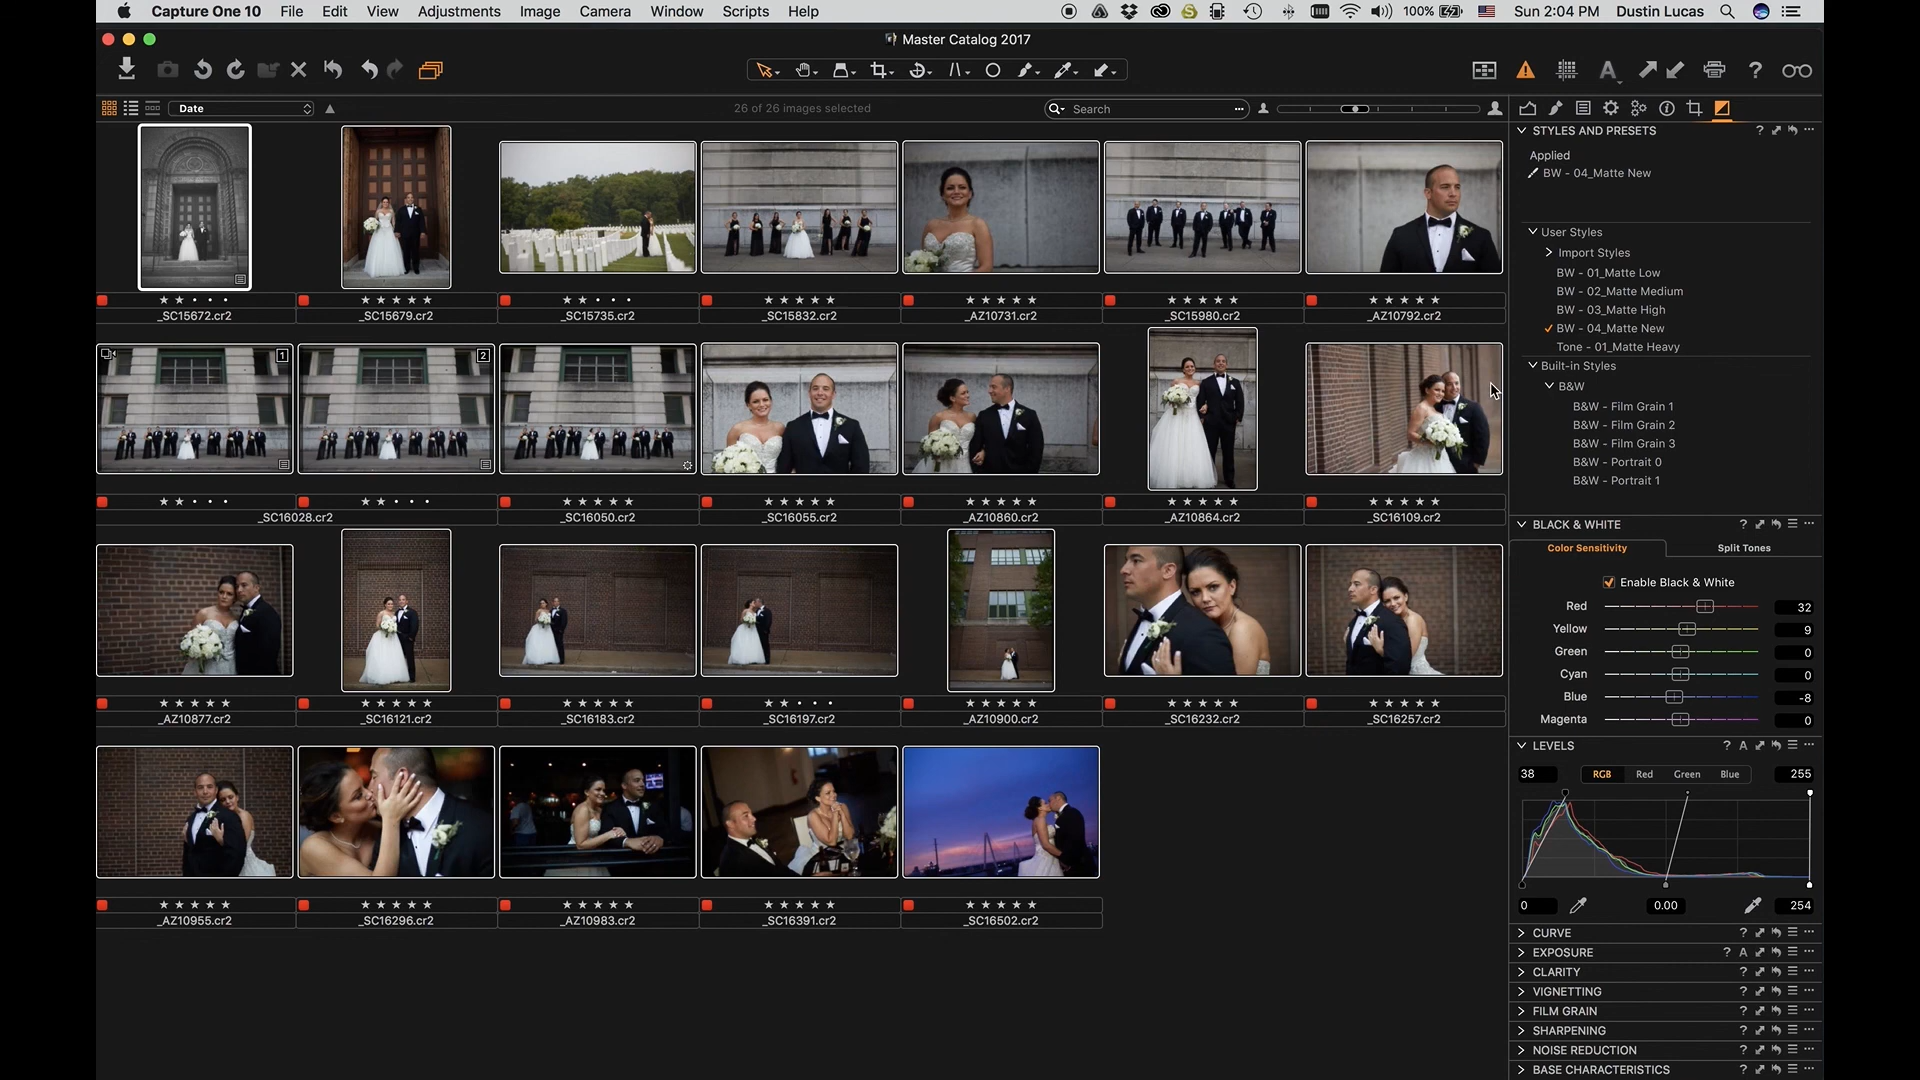 Capture One 10 File Edit View Adjustments Image Camera Window Scripts Help 100% Sun 2:04 PM Dustin Lucas
Master Catalog 2017
Date 26 of 26 images selected Search
STYLES AND PRESETS
Applied
BW - 04_Matte New
User Styles
Import Styles
BW - 01_Matte Low
BW - 02_Matte Medium
BW - 03_Matte High
BW - 04_Matte New
Tone - 01_Matte Heavy
Built-in Styles
B&W
B&W - Film Grain 1
B&W - Film Grain 2
B&W - Film Grain 3
B&W - Portrait 0
B&W - Portrait 1
_SC15672.cr2 _SC15679.cr2 _SC15735.cr2 _SC15832.cr2 _AZ10731.cr2 _SC15980.cr2 _AZ10792.cr2
1 2
_SC16028.cr2 _SC16050.cr2 _SC16055.cr2 _AZ10860.cr2 _AZ10864.cr2 _SC16109.cr2
_AZ10877.cr2 _SC16121.cr2 _SC16183.cr2 _SC16197.cr2 _AZ10900.cr2 _SC16232.cr2 _SC16257.cr2
_AZ10955.cr2 _SC16296.cr2 _AZ10983.cr2 _SC16391.cr2 _SC16502.cr2
BLACK & WHITE
Color Sensitivity Split Tones
Enable Black & White
Red 32
Yellow 9
Green 0
Cyan 0
Blue -8
Magenta 0
LEVELS
38 RGB Red Green Blue 255
0 0.00 254
CURVE
EXPOSURE
CLARITY
VIGNETTING
FILM GRAIN
SHARPENING
NOISE REDUCTION
BASE CHARACTERISTICS